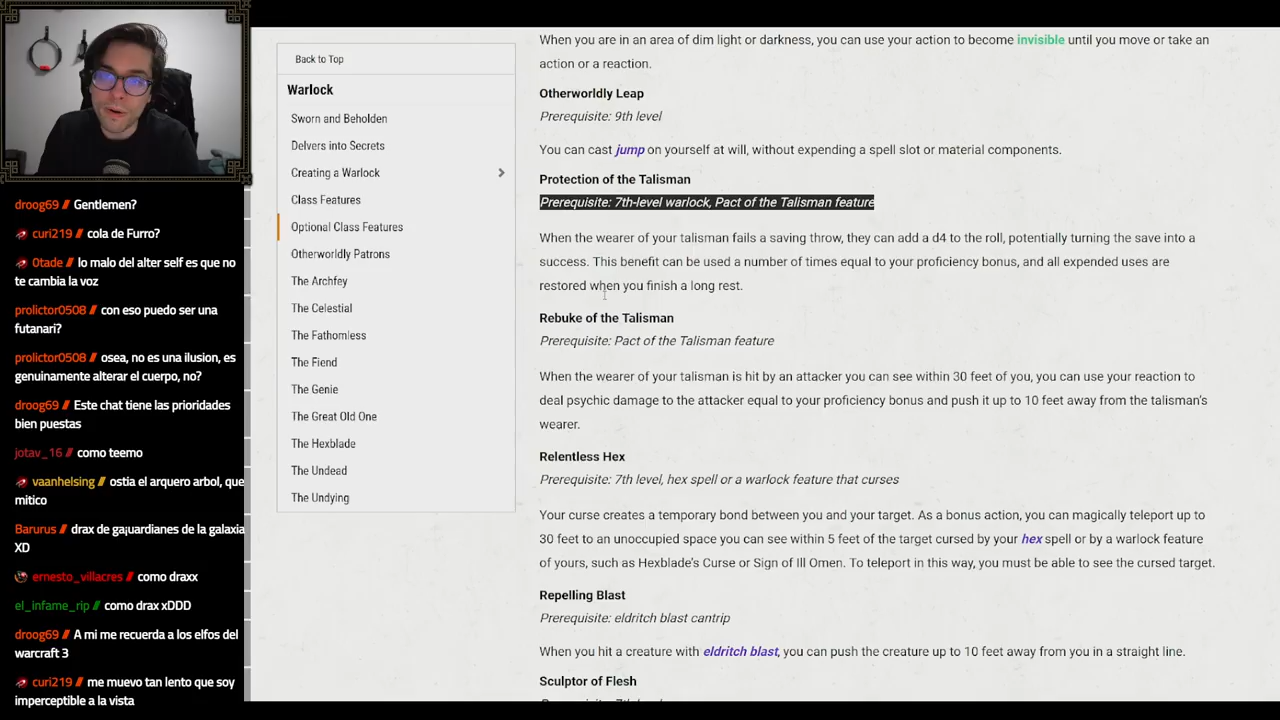 droog69 // Gentlemen?
curi219 // cola de Furro?
Otade // lo malo del alter self es que no
te cambia la voz
prolictor0508 // con eso puedo ser una
futanari?
prolictor0508 // osea, no es una ilusion, es
genuinamente alterar el cuerpo, no?
droog69 // Este chat tiene las prioridades
bien puestas
jotav_16 // como teemo
vaanhelsing // ostia el arquero arbol, que
mitico
Barurus // drax de ga¡uardianes de la galaxia
XD
ernesto_villacres // como draxx
el_infame_rip // como drax xDDD
droog69 // A mi me recuerda a los elfos del
warcraft 3
curi219 // me muevo tan lento que soy
imperceptible a la vista
Back to Top
Warlock
Sworn and Beholden
Delvers into Secrets
Creating a Warlock
Class Features
Optional Class Features
Otherworldly Patrons
The Archfey
The Celestial
The Fathomless
The Fiend
The Genie
The Great Old One
The Hexblade
The Undead
The Undying
When you are in an area of dim light or darkness, you can use your action to become invisible until you move or take an
action or a reaction.
Otherworldly Leap
Prerequisite: 9th level
You can cast jump on yourself at will, without expending a spell slot or material components.
Protection of the Talisman
Prerequisite: 7th-level warlock, Pact of the Talisman feature
When the wearer of your talisman fails a saving throw, they can add a d4 to the roll, potentially turning the save into a
success. This benefit can be used a number of times equal to your proficiency bonus, and all expended uses are
restored when you finish a long rest.
Rebuke of the Talisman
Prerequisite: Pact of the Talisman feature
When the wearer of your talisman is hit by an attacker you can see within 30 feet of you, you can use your reaction to
deal psychic damage to the attacker equal to your proficiency bonus and push it up to 10 feet away from the talisman's
wearer.
Relentless Hex
Prerequisite: 7th level, hex spell or a warlock feature that curses
Your curse creates a temporary bond between you and your target. As a bonus action, you can magically teleport up to
30 feet to an unoccupied space you can see within 5 feet of the target cursed by your hex spell or by a warlock feature
of yours, such as Hexblade's Curse or Sign of Ill Omen. To teleport in this way, you must be able to see the cursed target.
Repelling Blast
Prerequisite: eldritch blast cantrip
When you hit a creature with eldritch blast, you can push the creature up to 10 feet away from you in a straight line.
Sculptor of Flesh